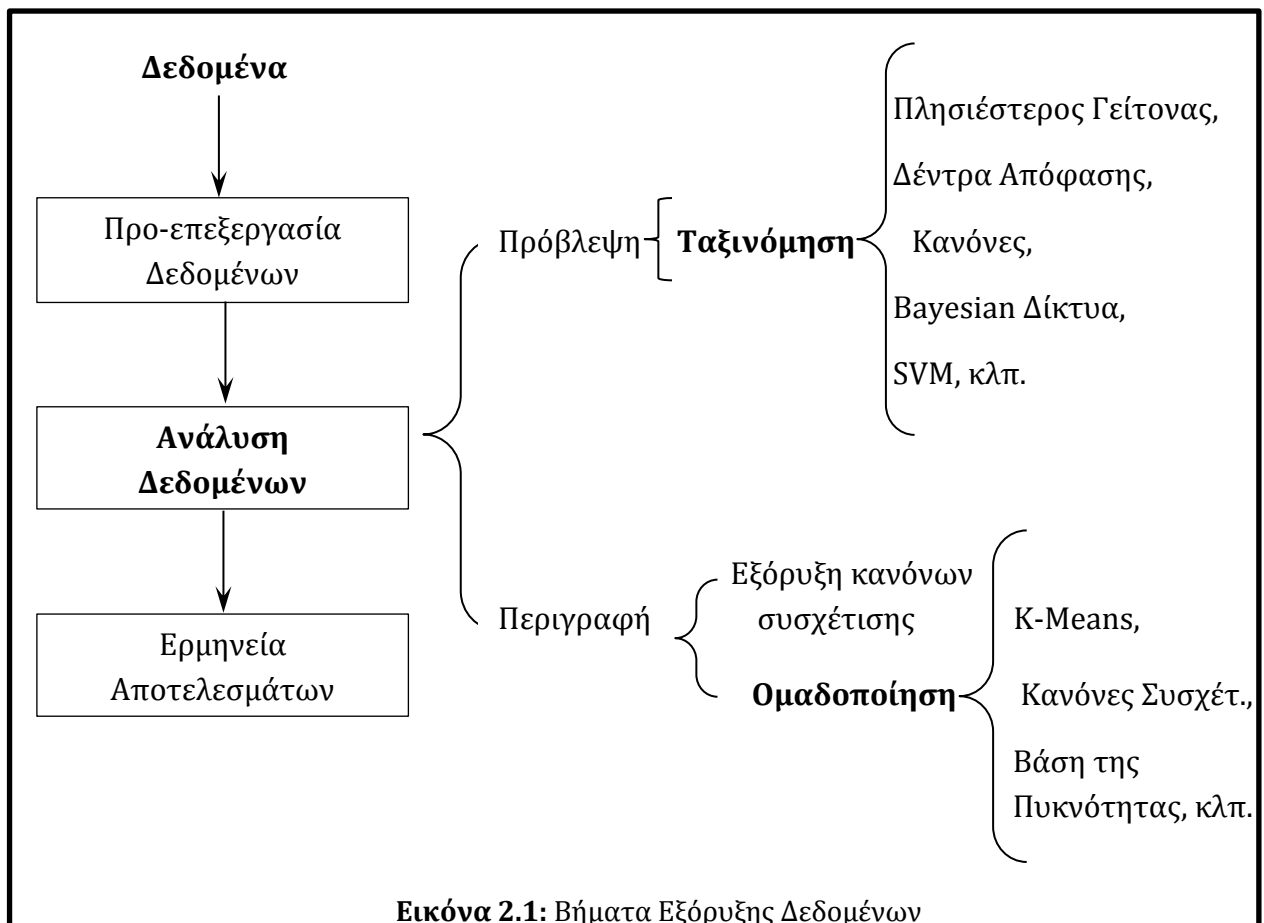 Δεδομένα
Προ-επεξεργασία
Δεδομένων
Ανάλυση
Δεδομένων
Ερμηνεία
Αποτελεσμάτων
Πρόβλεψη
Ταξινόμηση
Πλησιέστερος Γείτονας,
Δέντρα Απόφασης,
Κανόνες,
Bayesian Δίκτυα,
SVM, κλπ.
Περιγραφή
Εξόρυξη κανόνων
συσχέτισης
Ομαδοποίηση
K-Means,
Κανόνες Συσχέτ.,
Βάση της
Πυκνότητας, κλπ.
Εικόνα 2.1: Βήματα Εξόρυξης Δεδομένων